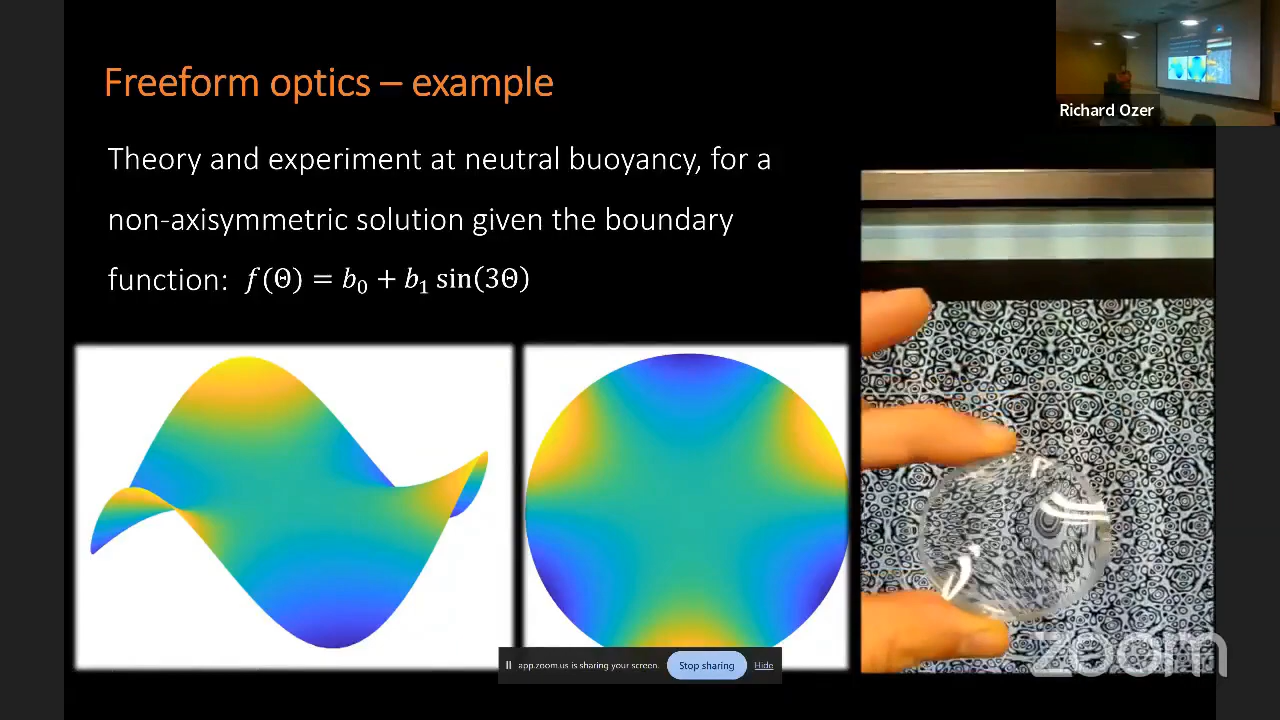 Freeform optics – example
Richard Ozer
Theory and experiment at neutral buoyancy, for a
non-axisymmetric solution given the boundary
function: f(Θ) = b₀ + b₁ sin(3Θ)
app.zoom.us is sharing your screen.
Stop sharing
Hide
zoom